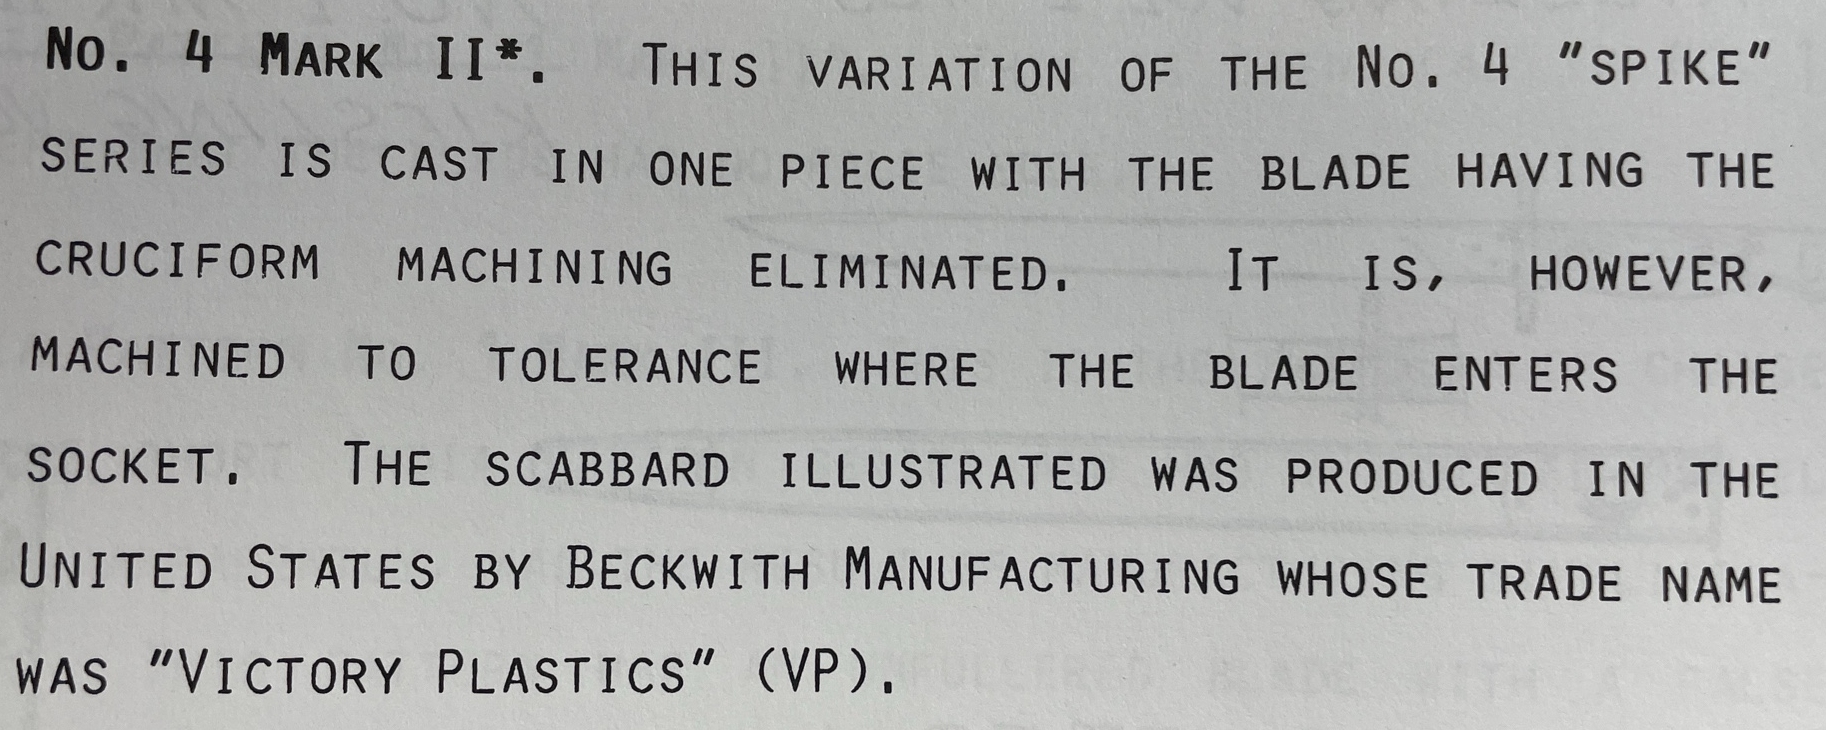 No. 4 Mark II*. This variation of the No. 4 "spike"
series is cast in one piece with the blade having the
cruciform machining eliminated. It is, however,
machined to tolerance where the blade enters the
socket. The scabbard illustrated was produced in the
United States by Beckwith Manufacturing whose trade name
was "Victory Plastics" (VP).